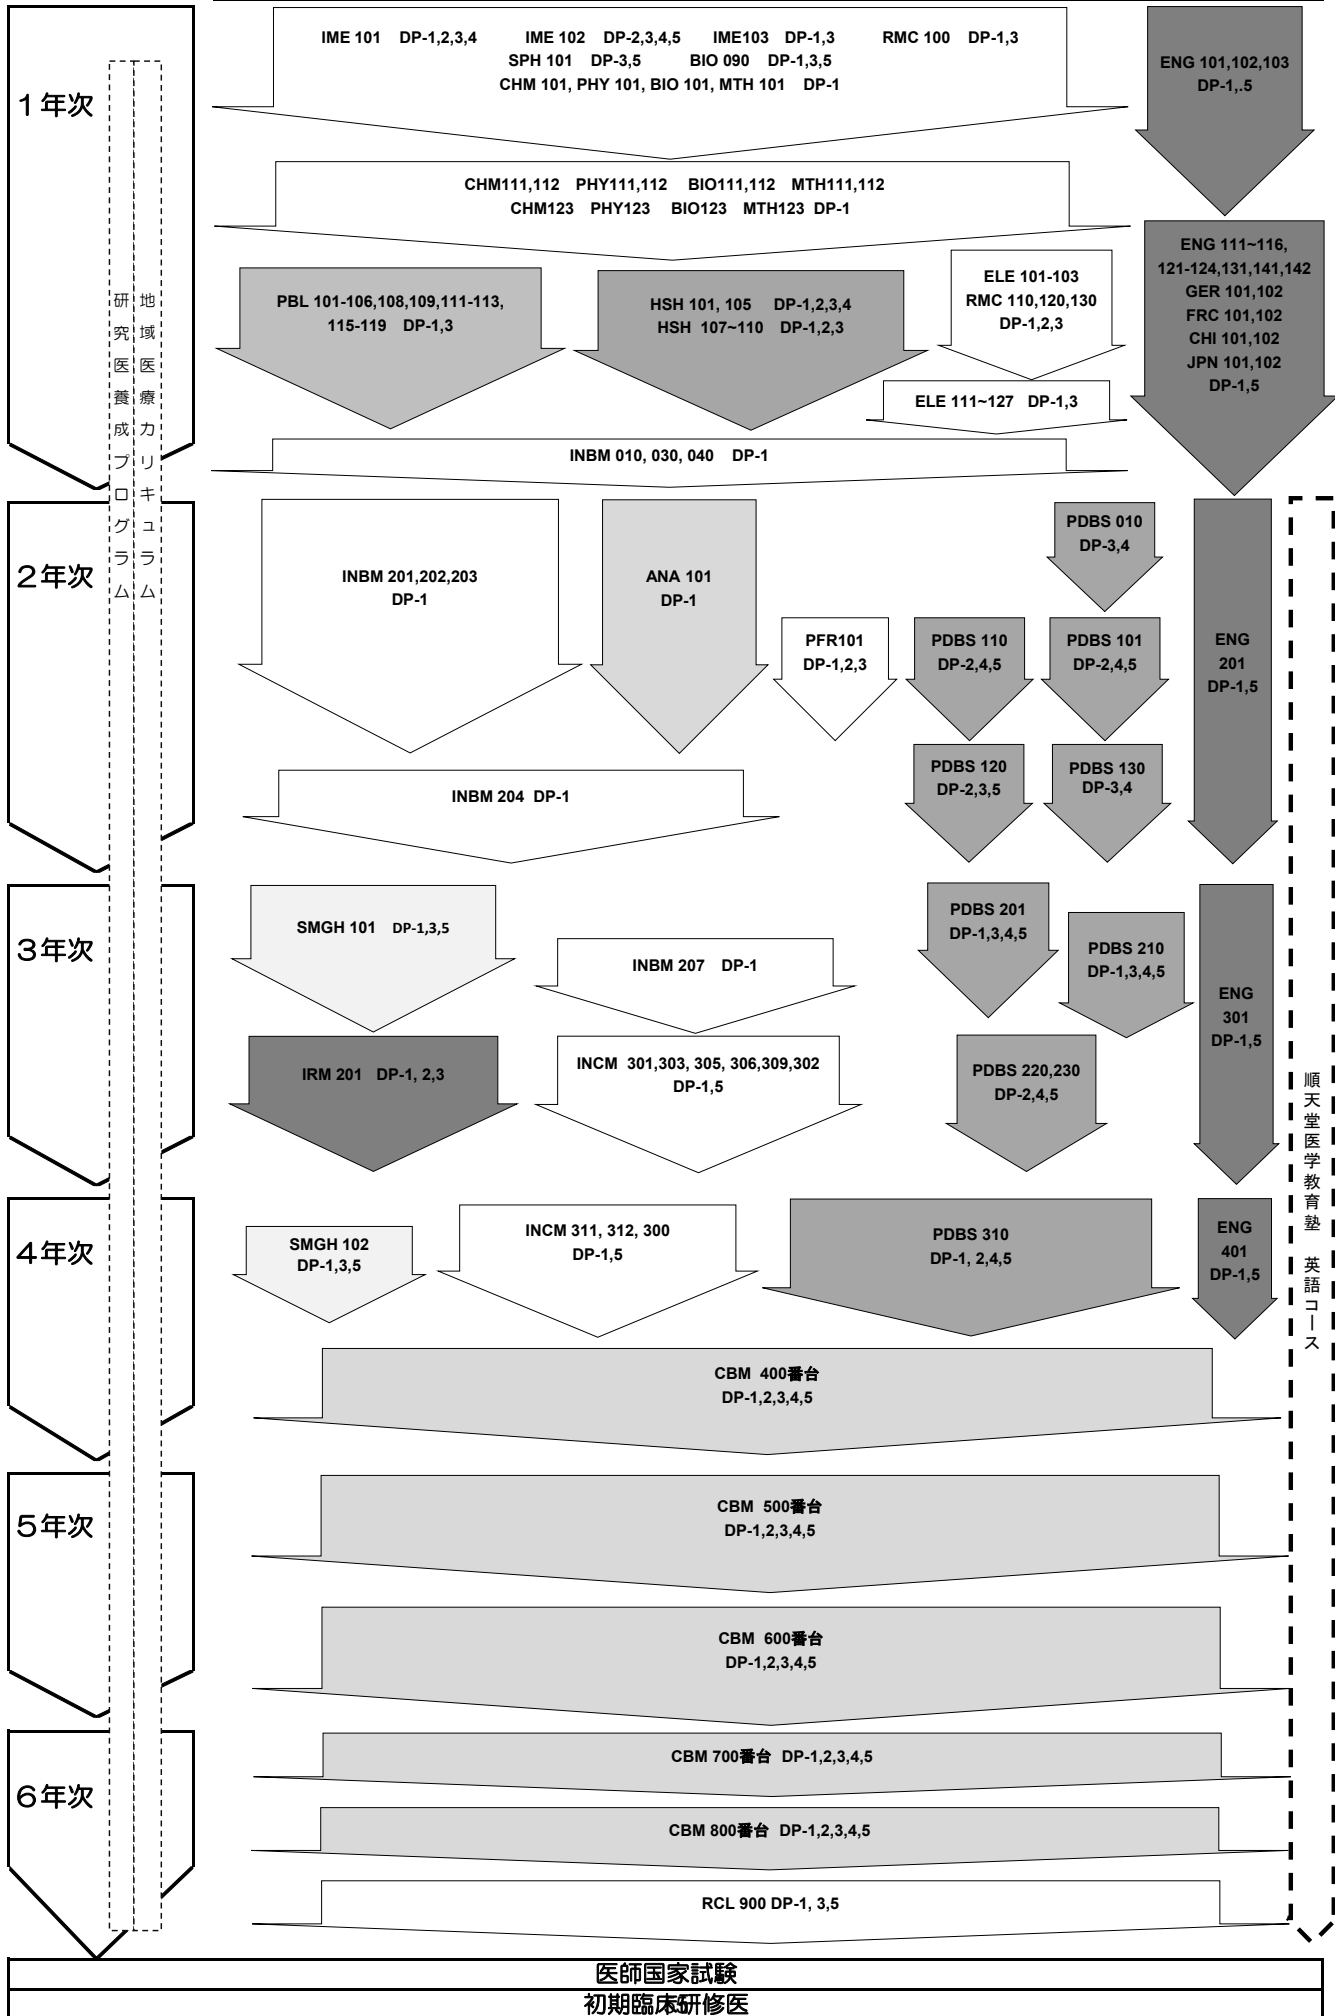 1年次
IME 101 DP-1,2,3,4 IME 102 DP-2,3,4,5 IME103 DP-1,3 RMC 100 DP-1,3
SPH 101 DP-3,5 BIO 090 DP-1,3,5
CHM 101, PHY 101, BIO 101, MTH 101 DP-1
ENG 101,102,103
DP-1,.5
CHM111,112 PHY111,112 BIO111,112 MTH111,112
CHM123 PHY123 BIO123 MTH123 DP-1
ENG 111~116,
121-124,131,141,142
GER 101,102
FRC 101,102
CHI 101,102
JPN 101,102
DP-1,5
PBL 101-106,108,109,111-113,
115-119 DP-1,3
HSH 101, 105 DP-1,2,3,4
HSH 107~110 DP-1,2,3
ELE 101-103
RMC 110,120,130
DP-1,2,3
ELE 111~127 DP-1,3
INBM 010, 030, 040 DP-1
研究医養成プログラム
地域医療カリキュラム
2年次
INBM 201,202,203
DP-1
ANA 101
DP-1
PDBS 010
DP-3,4
PFR101
DP-1,2,3
PDBS 110
DP-2,4,5
PDBS 101
DP-2,4,5
ENG
201
DP-1,5
PDBS 120
DP-2,3,5
PDBS 130
DP-3,4
INBM 204 DP-1
3年次
SMGH 101 DP-1,3,5
INBM 207 DP-1
PDBS 201
DP-1,3,4,5
PDBS 210
DP-1,3,4,5
ENG
301
DP-1,5
IRM 201 DP-1, 2,3
INCM 301,303, 305, 306,309,302
DP-1,5
PDBS 220,230
DP-2,4,5
順天堂医学教育塾 英語コース
4年次
SMGH 102
DP-1,3,5
INCM 311, 312, 300
DP-1,5
PDBS 310
DP-1, 2,4,5
ENG
401
DP-1,5
CBM 400番台
DP-1,2,3,4,5
5年次
CBM 500番台
DP-1,2,3,4,5
CBM 600番台
DP-1,2,3,4,5
6年次
CBM 700番台 DP-1,2,3,4,5
CBM 800番台 DP-1,2,3,4,5
RCL 900 DP-1, 3,5
医師国家試験
初期臨床研修医